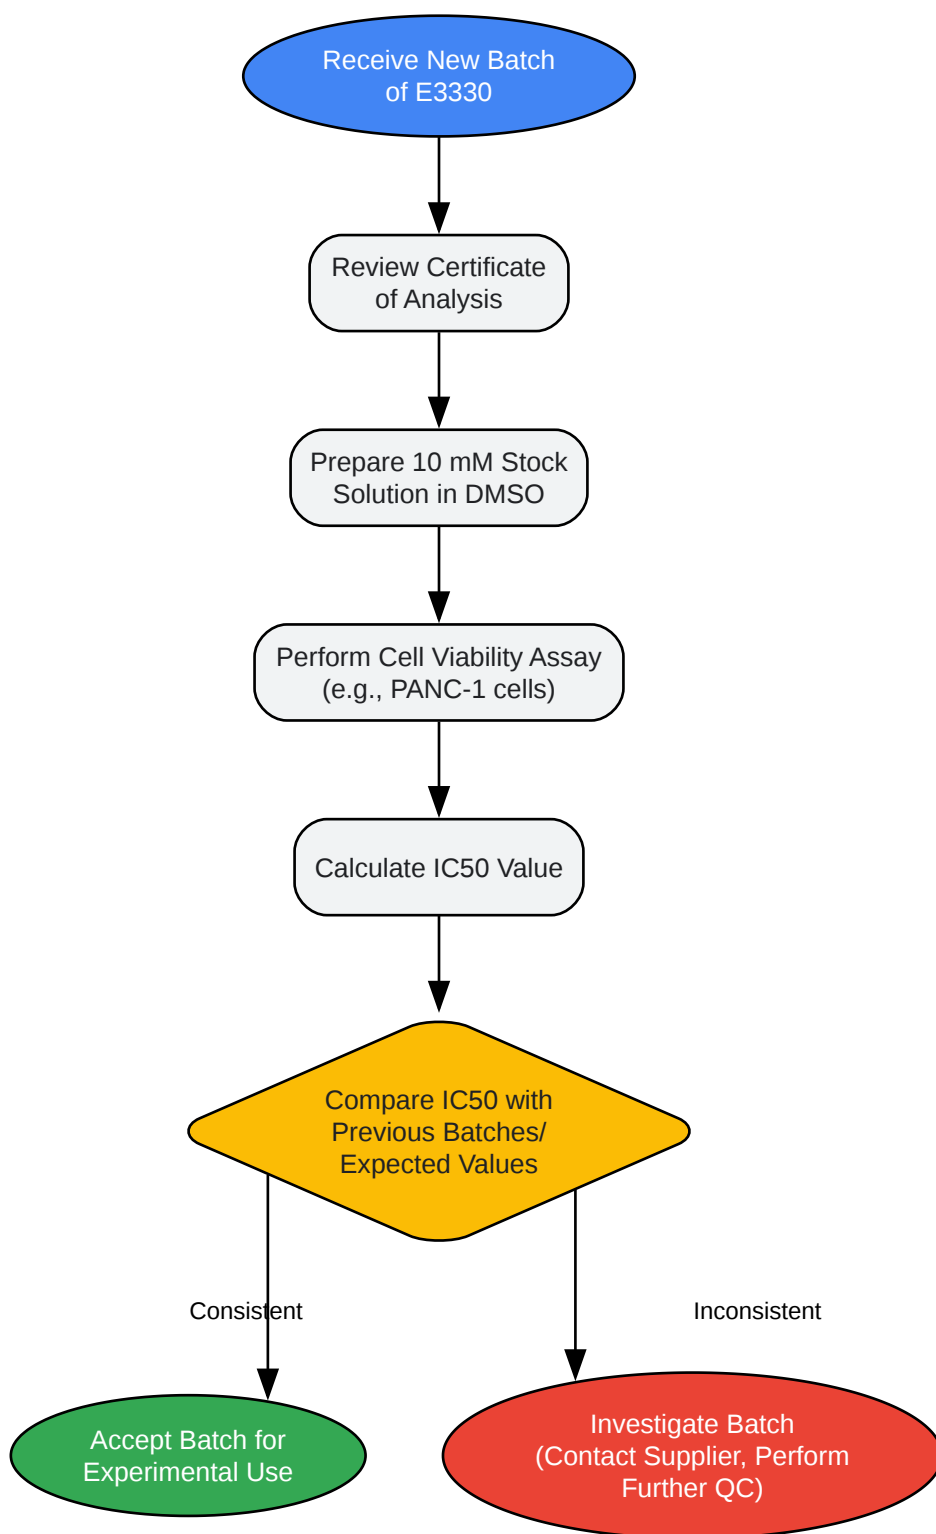 Receive New Batch
of E3330
Review Certificate
of Analysis
Prepare 10 mM Stock
Solution in DMSO
Perform Cell Viability Assay
(e.g., PANC-1 cells)
Calculate IC50 Value
Compare IC50 with
Previous Batches/
Expected Values
Consistent
Inconsistent
Accept Batch for
Experimental Use
Investigate Batch
(Contact Supplier, Perform
Further QC)